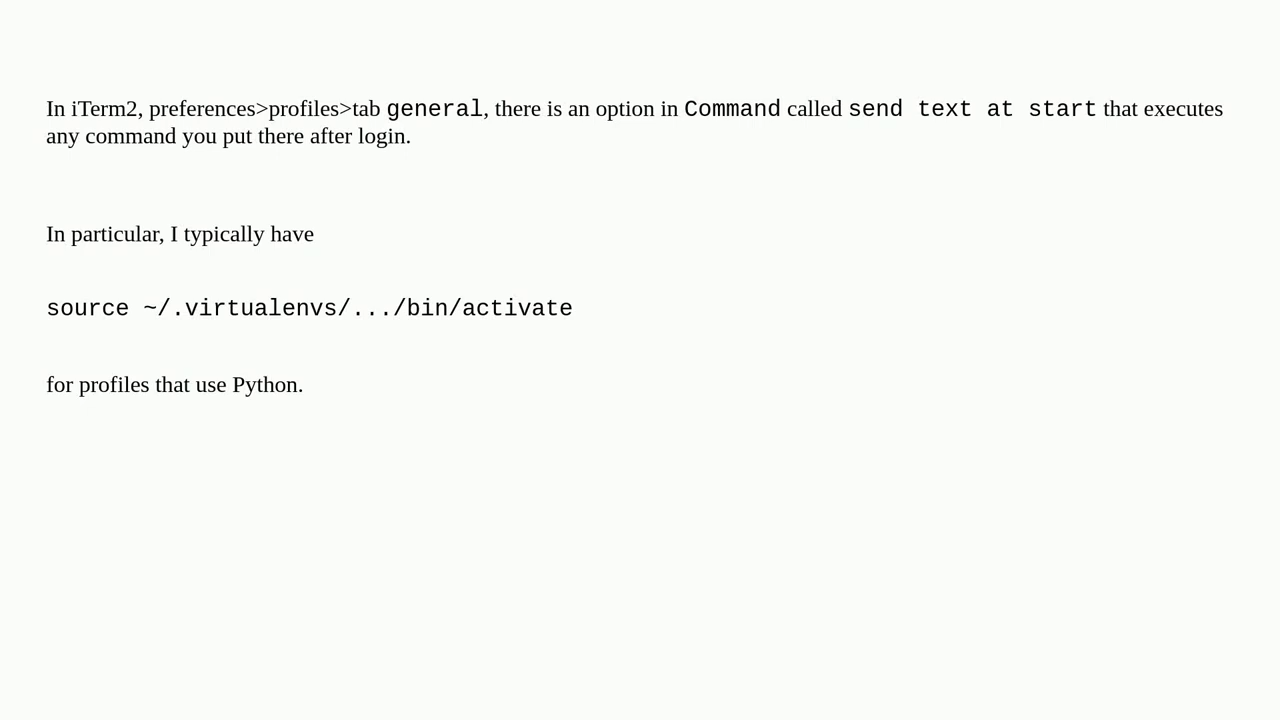 In iTerm2, preferences>profiles>tab general, there is an option in Command called send text at start that executes
any command you put there after login.
In particular, I typically have
source ~/.virtualenvs/.../bin/activate
for profiles that use Python.